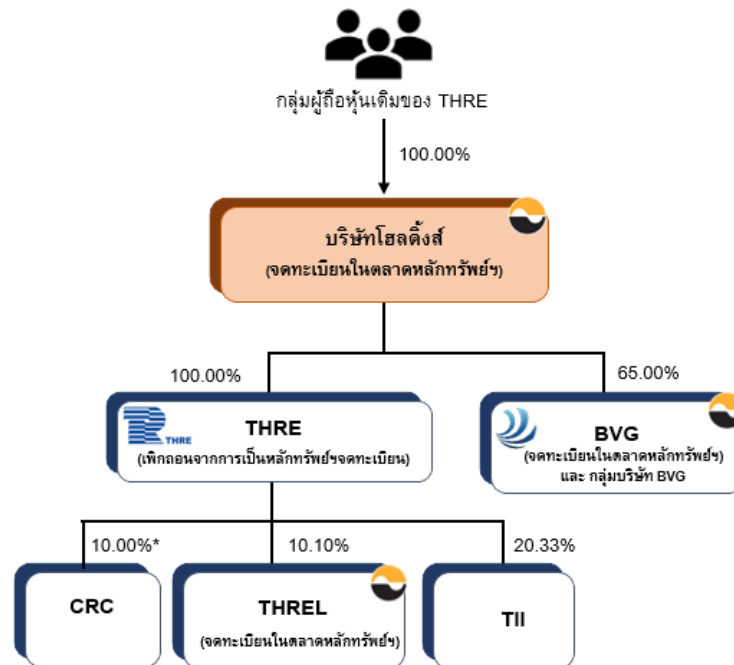 กลุ่มผู้ถือหุ้นเดิมของ THRE
100.00%
บริษัทโฮลดิ้งส์
(จดทะเบียนในตลาดหลักทรัพย์ฯ)
100.00%
65.00%
THRE
THRE
(เพิกถอนจากการเป็นหลักทรัพย์ฯจดทะเบียน)
BVG
(จดทะเบียนในตลาดหลักทรัพย์ฯ)
และ กลุ่มบริษัท BVG
10.00%*
10.10%
20.33%
CRC
THREL
(จดทะเบียนในตลาดหลักทรัพย์ฯ)
TII